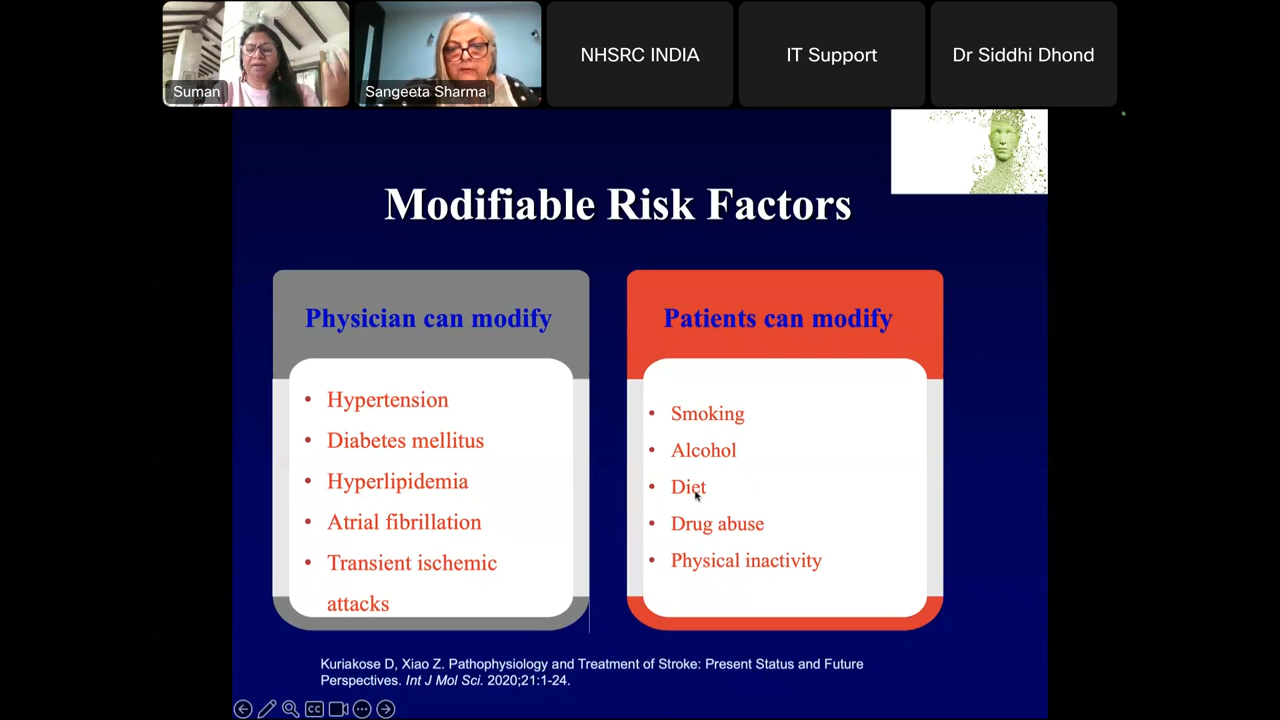 Suman
Sangeeta Sharma
NHSRC INDIA
IT Support
Dr Siddhi Dhond
Modifiable Risk Factors
Physician can modify
• Hypertension
• Diabetes mellitus
• Hyperlipidemia
• Atrial fibrillation
• Transient ischemic
attacks
Patients can modify
• Smoking
• Alcohol
• Diet
• Drug abuse
• Physical inactivity
Kuriakose D, Xiao Z. Pathophysiology and Treatment of Stroke: Present Status and Future
Perspectives. Int J Mol Sci. 2020;21:1-24.
CC